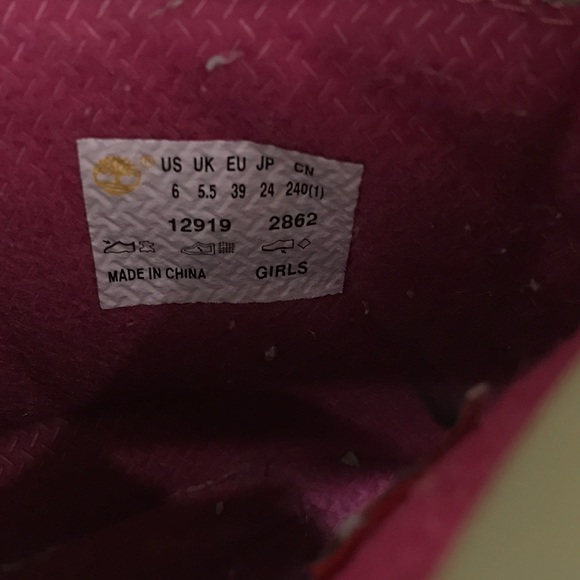 US UK EU JP CN
6 5.5 39 24 240(1)
12919 2862
MADE IN CHINA GIRLS